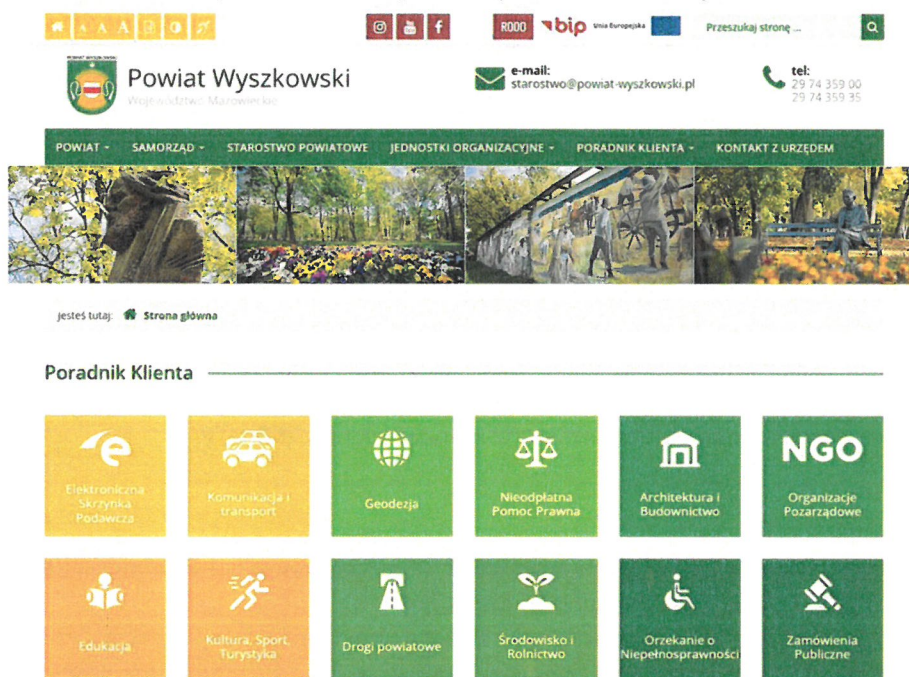 A A A
RODO bip Unia Europejska Przeszukaj stronę ...
POWIAT WYSZKOWSKI
Powiat Wyszkowski
Województwo Mazowieckie
e-mail:
starostwo@powiat-wyszkowski.pl
tel:
29 74 359 00
29 74 359 35
POWIAT SAMORZĄD STAROSTWO POWIATOWE JEDNOSTKI ORGANIZACYJNE PORADNIK KLIENTA KONTAKT Z URZĘDEM
jesteś tutaj: Strona główna
Poradnik Klienta
Elektroniczna
Skrzynka
Podawcza
Komunikacja i
transport
Geodezja
Nieodpłatna
Pomoc Prawna
Architektura i
Budownictwo
NGO
Organizacje
Pozarządowe
Edukacja
Kultura, Sport,
Turystyka
Drogi powiatowe
Środowisko i
Rolnictwo
Orzekanie o
Niepełnosprawności
Zamówienia
Publiczne